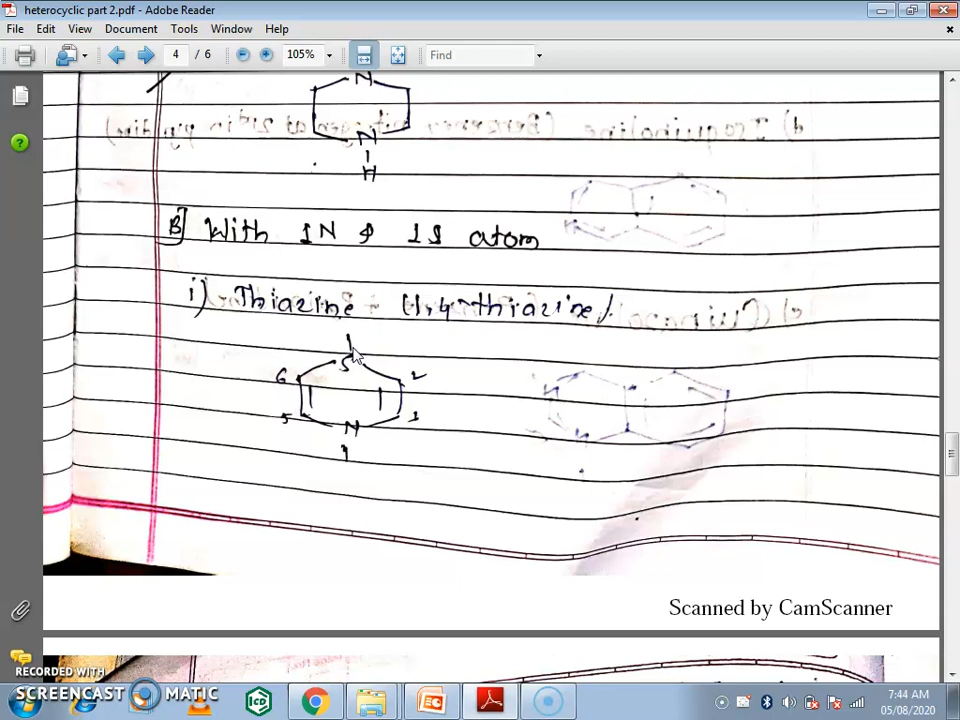 heterocyclic part 2.pdf - Adobe Reader
File Edit View Document Tools Window Help
4 / 6 105% Find
N
N
H
B] With 1N & 1S atom
i) Thiazine (1,4 thiazine)
1
6 S 2
5 N 3
4
Scanned by CamScanner
RECORDED WITH
SCREENCAST MATIC
7:44 AM
05/08/2020